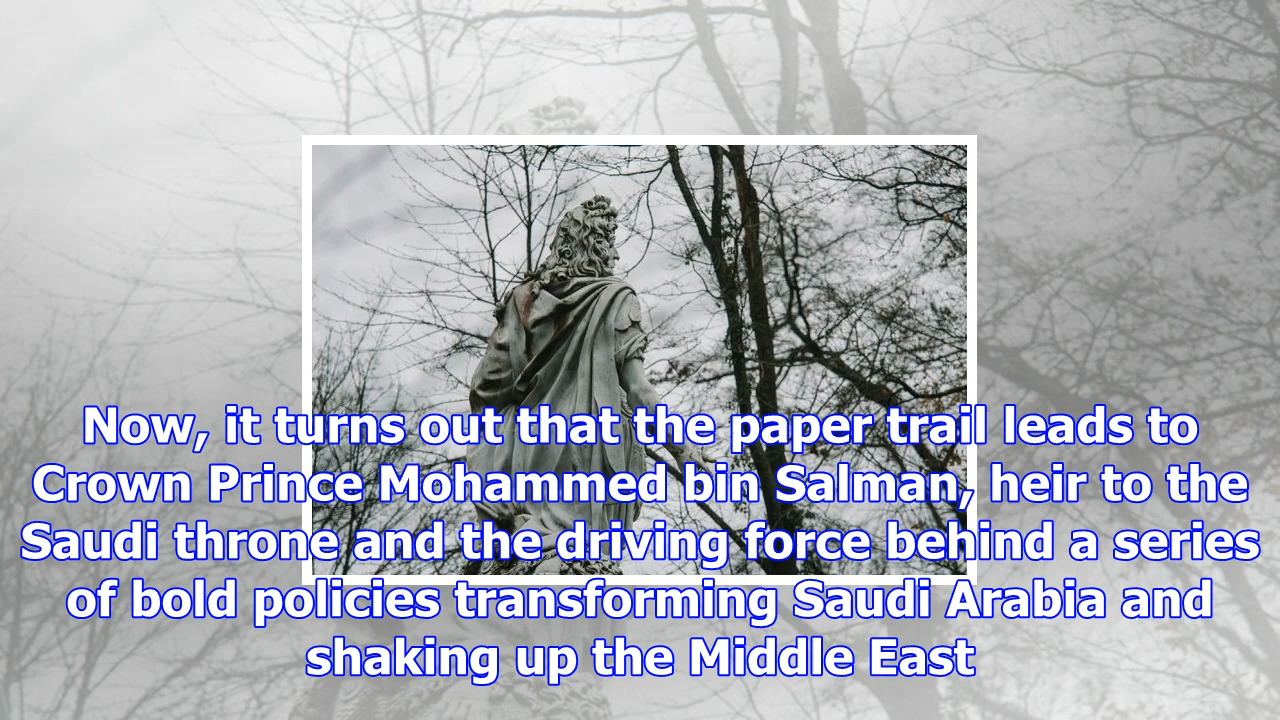 Now, it turns out that the paper trail leads to
Crown Prince Mohammed bin Salman, heir to the
Saudi throne and the driving force behind a series
of bold policies transforming Saudi Arabia and
shaking up the Middle East